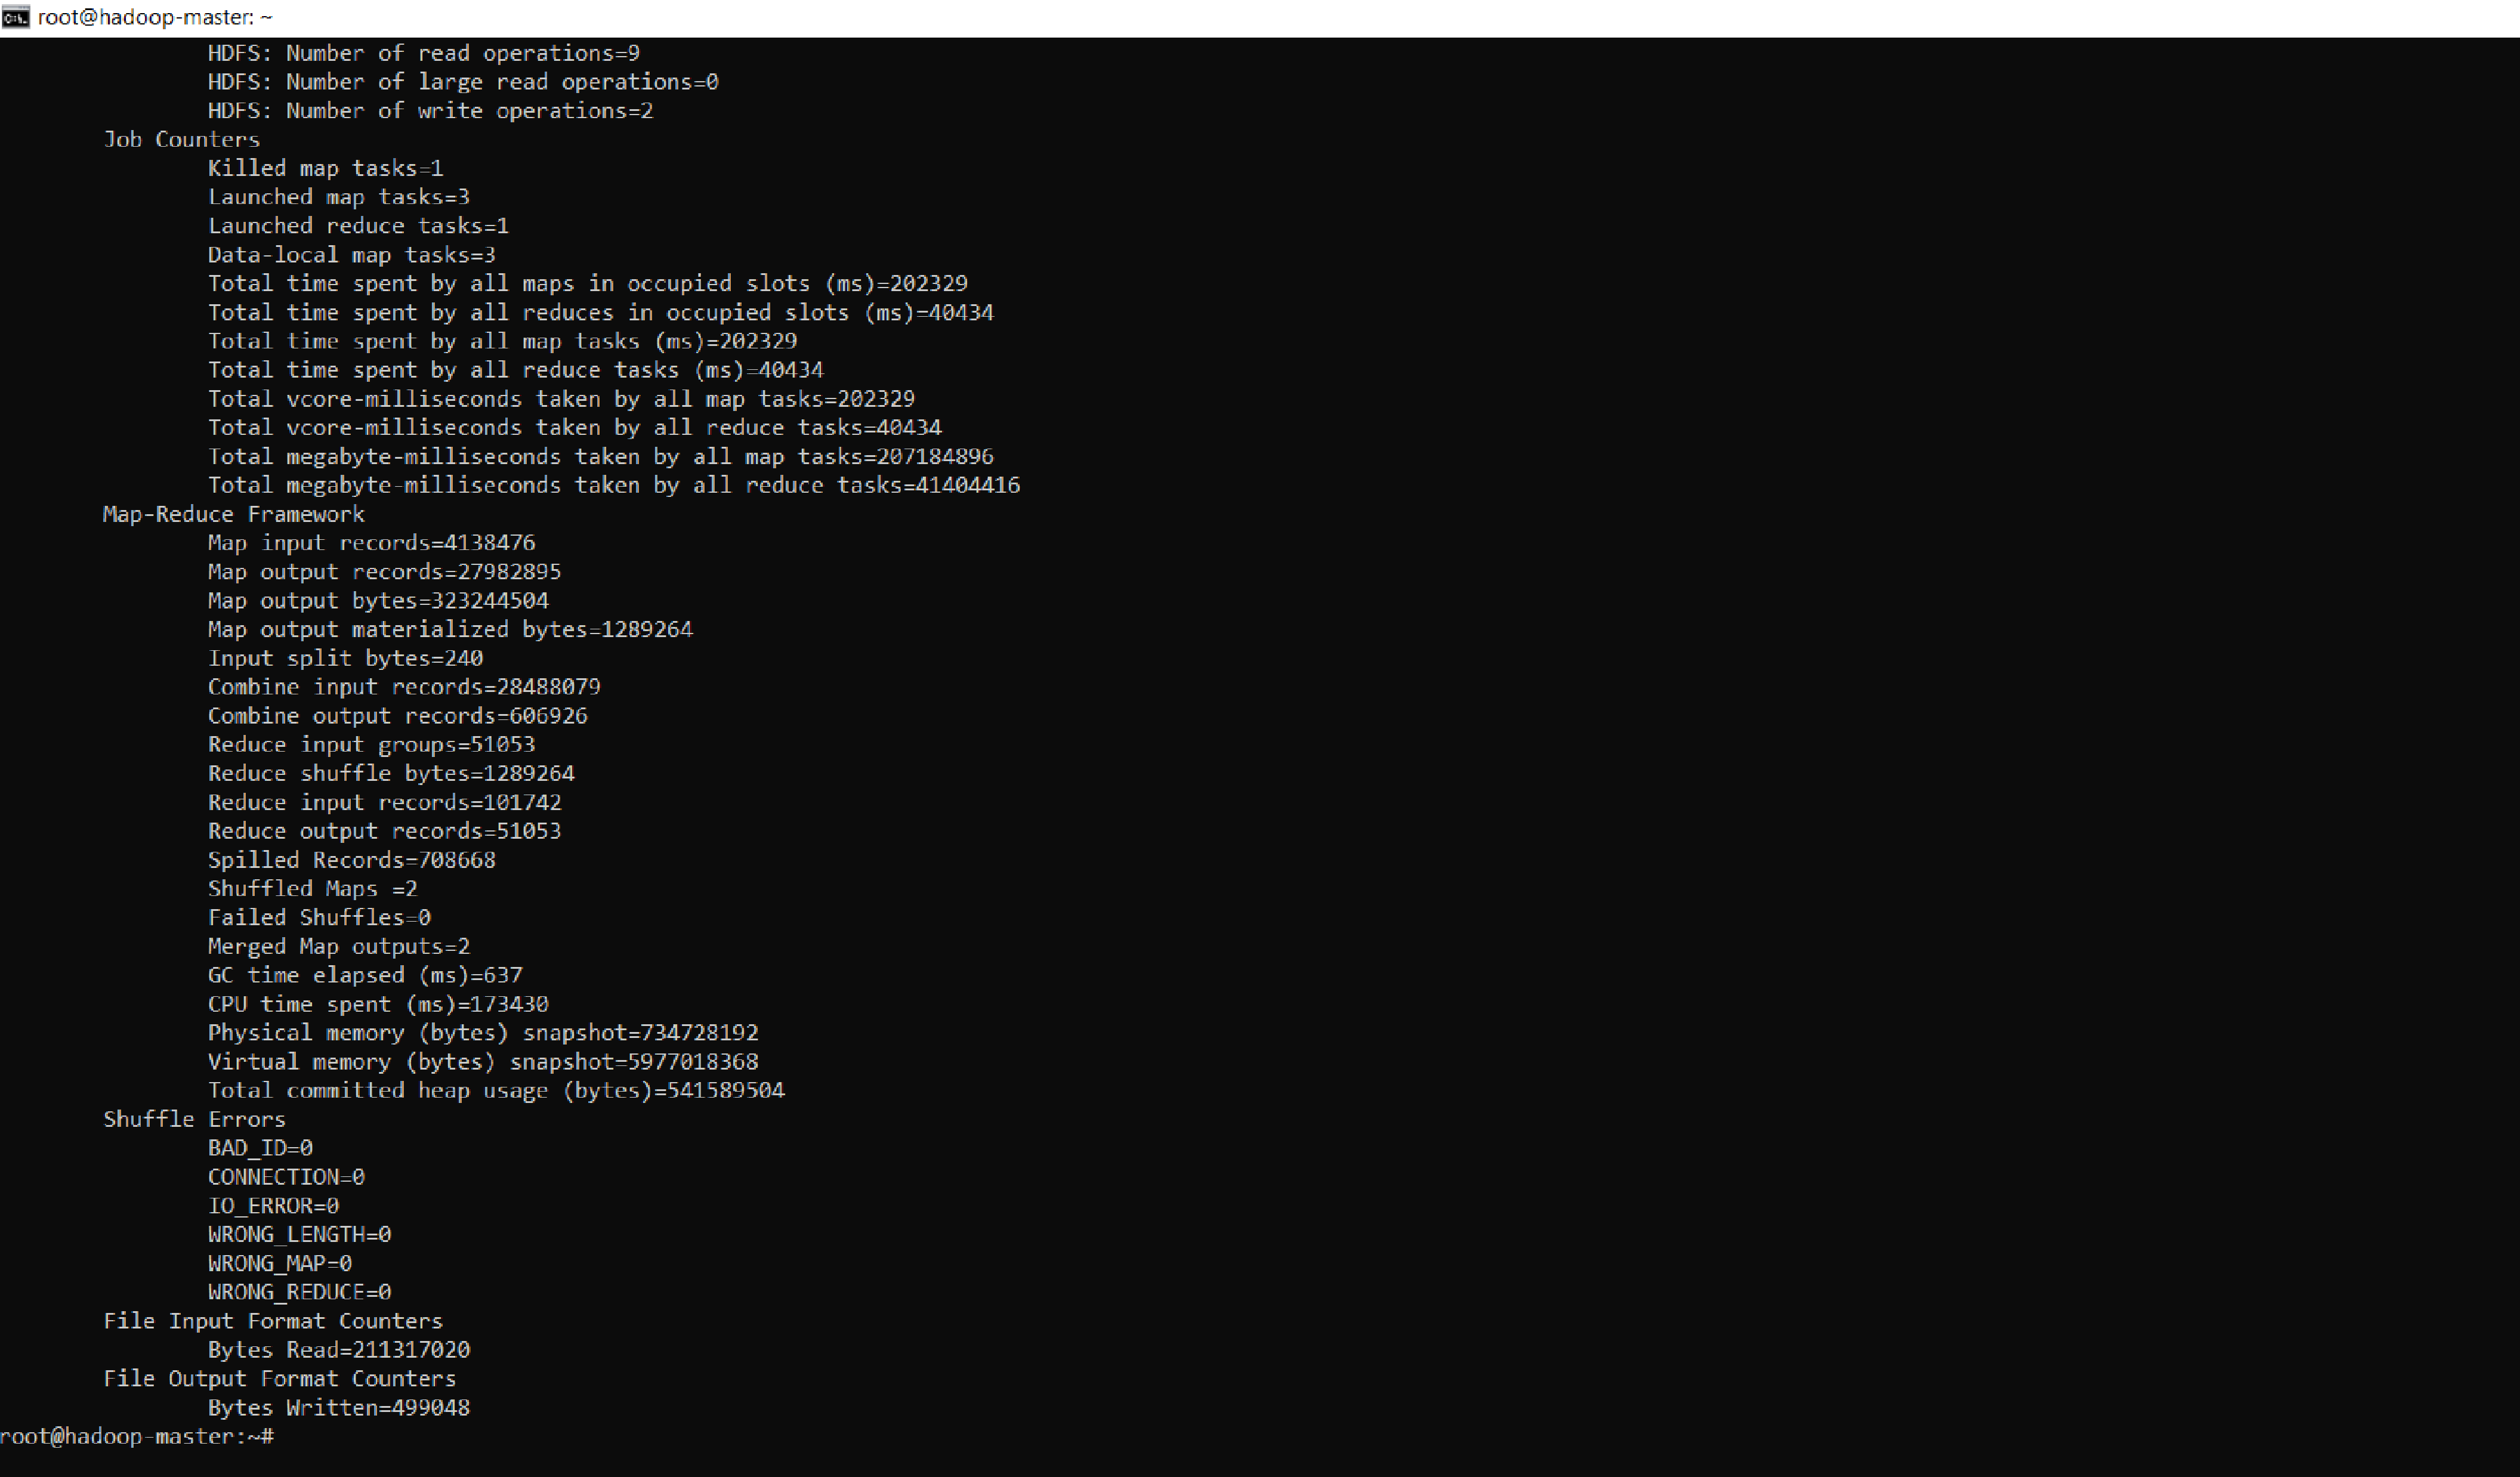 root@hadoop-master: ~
HDFS: Number of read operations=9
HDFS: Number of large read operations=0
HDFS: Number of write operations=2
Job Counters
Killed map tasks=1
Launched map tasks=3
Launched reduce tasks=1
Data-local map tasks=3
Total time spent by all maps in occupied slots (ms)=202329
Total time spent by all reduces in occupied slots (ms)=40434
Total time spent by all map tasks (ms)=202329
Total time spent by all reduce tasks (ms)=40434
Total vcore-milliseconds taken by all map tasks=202329
Total vcore-milliseconds taken by all reduce tasks=40434
Total megabyte-milliseconds taken by all map tasks=207184896
Total megabyte-milliseconds taken by all reduce tasks=41404416
Map-Reduce Framework
Map input records=4138476
Map output records=27982895
Map output bytes=323244504
Map output materialized bytes=1289264
Input split bytes=240
Combine input records=28488079
Combine output records=606926
Reduce input groups=51053
Reduce shuffle bytes=1289264
Reduce input records=101742
Reduce output records=51053
Spilled Records=708668
Shuffled Maps =2
Failed Shuffles=0
Merged Map outputs=2
GC time elapsed (ms)=637
CPU time spent (ms)=173430
Physical memory (bytes) snapshot=734728192
Virtual memory (bytes) snapshot=5977018368
Total committed heap usage (bytes)=541589504
Shuffle Errors
BAD_ID=0
CONNECTION=0
IO_ERROR=0
WRONG_LENGTH=0
WRONG_MAP=0
WRONG_REDUCE=0
File Input Format Counters
Bytes Read=211317020
File Output Format Counters
Bytes Written=499048
root@hadoop-master:~#